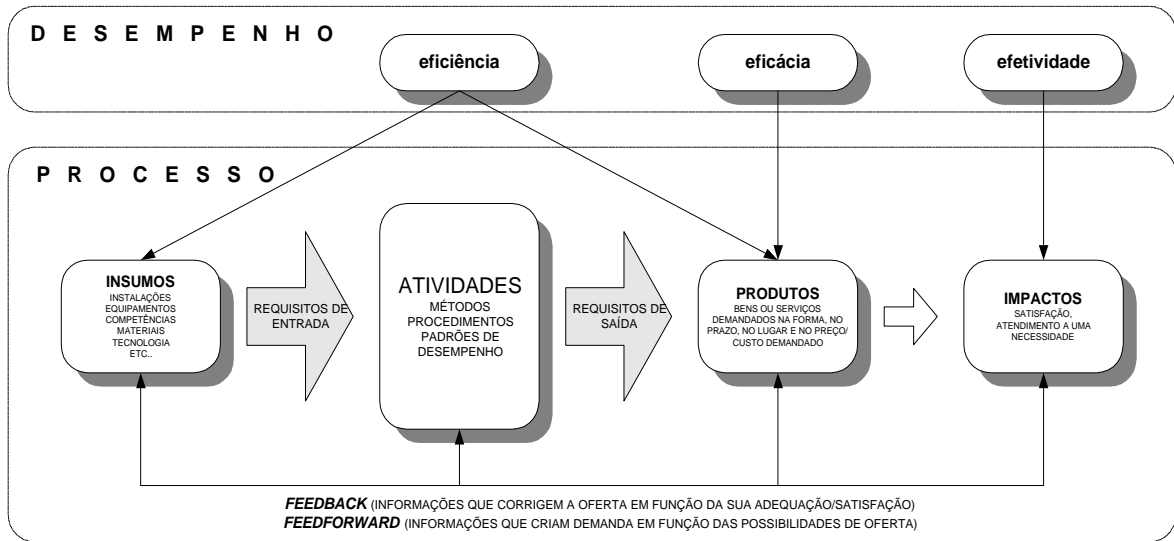 D E S E M P E N H O
eficiência
eficácia
efetividade
P R O C E S S O
INSUMOS
INSTALAÇÕES
EQUIPAMENTOS
COMPETÊNCIAS
MATERIAIS
TECNOLOGIA
ETC..
REQUISITOS DE
ENTRADA
ATIVIDADES
MÉTODOS
PROCEDIMENTOS
PADRÕES DE
DESEMPENHO
REQUISITOS DE
SAÍDA
PRODUTOS
BENS OU SERVIÇOS
DEMANDADOS NA FORMA, NO
PRAZO, NO LUGAR E NO PREÇO/
CUSTO DEMANDADO
IMPACTOS
SATISFAÇÃO,
ATENDIMENTO A UMA
NECESSIDADE
FEEDBACK (INFORMAÇÕES QUE CORRIGEM A OFERTA EM FUNÇÃO DA SUA ADEQUAÇÃO/SATISFAÇÃO)
FEEDFORWARD (INFORMAÇÕES QUE CRIAM DEMANDA EM FUNÇÃO DAS POSSIBILIDADES DE OFERTA)